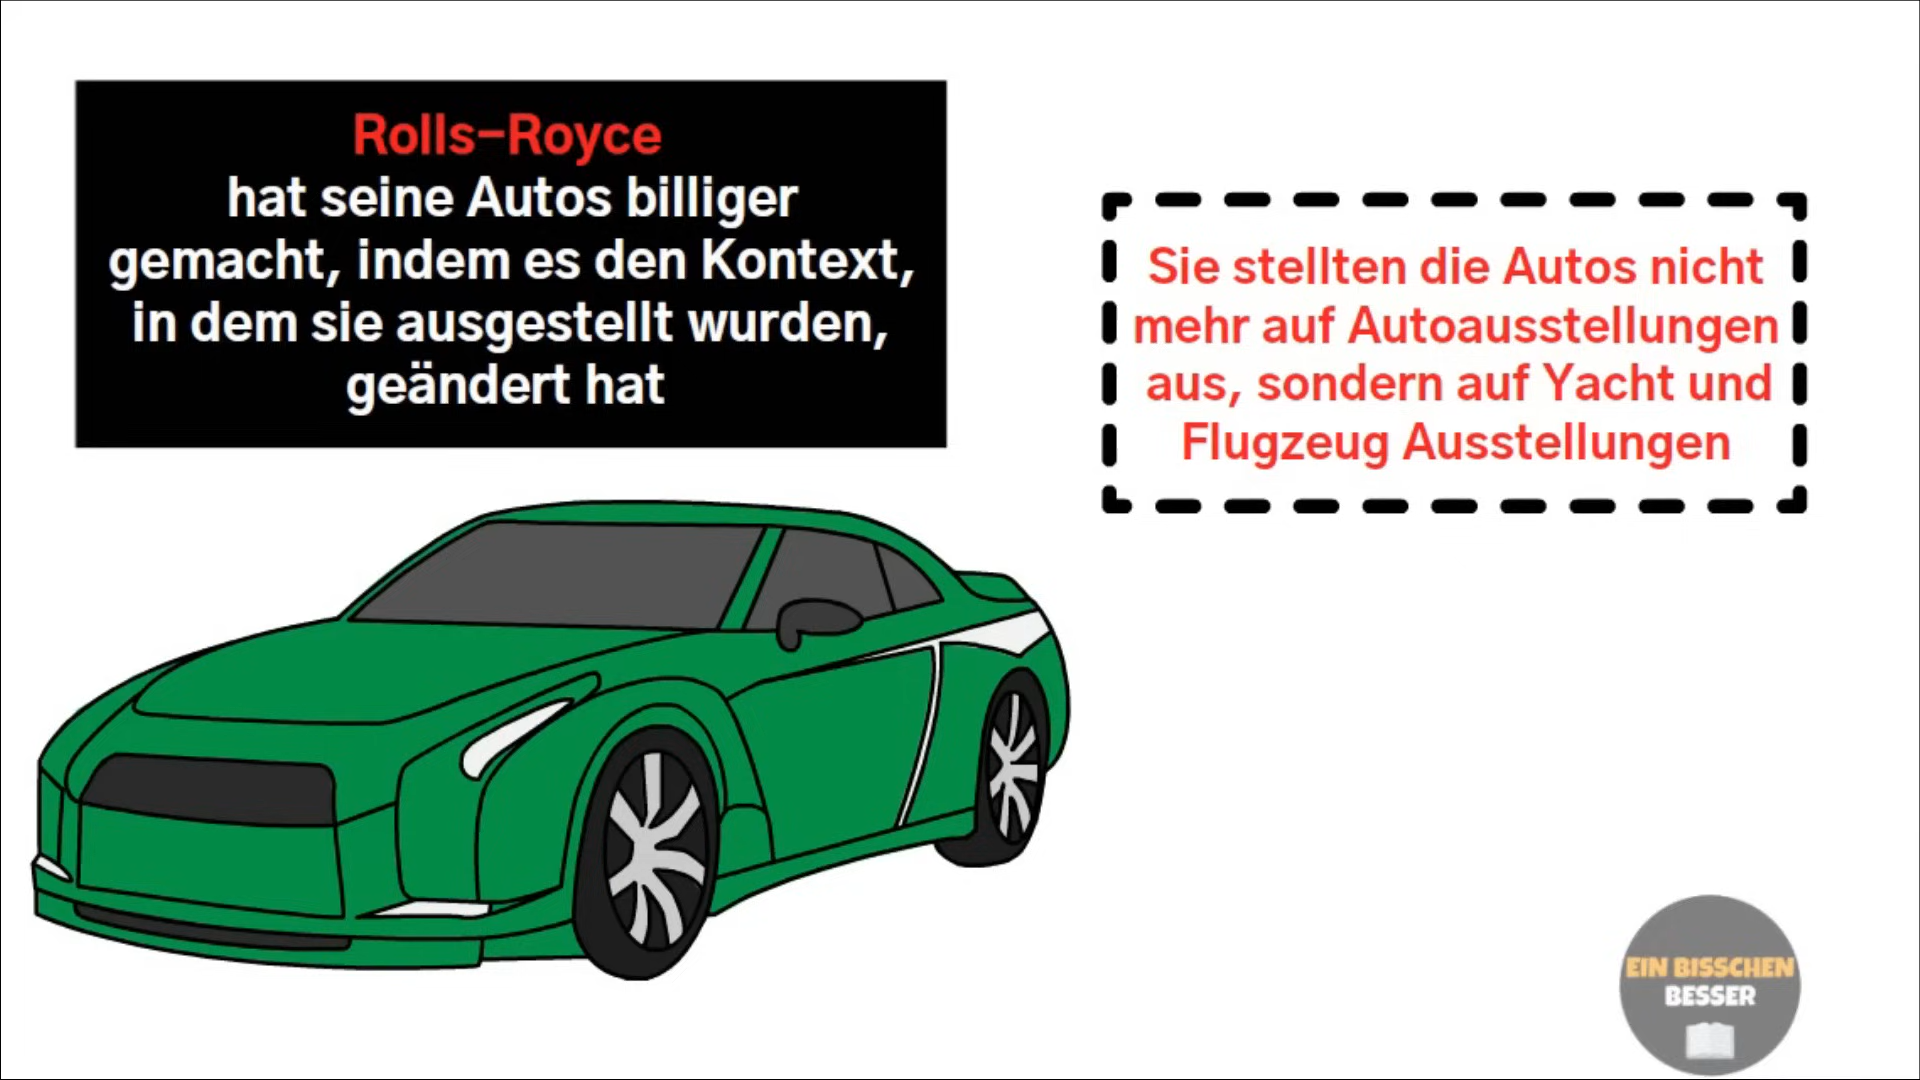 Rolls-Royce
hat seine Autos billiger
gemacht, indem es den Kontext,
in dem sie ausgestellt wurden,
geändert hat
Sie stellten die Autos nicht
mehr auf Autoausstellungen
aus, sondern auf Yacht und
Flugzeug Ausstellungen
EIN BISSCHEN
BESSER